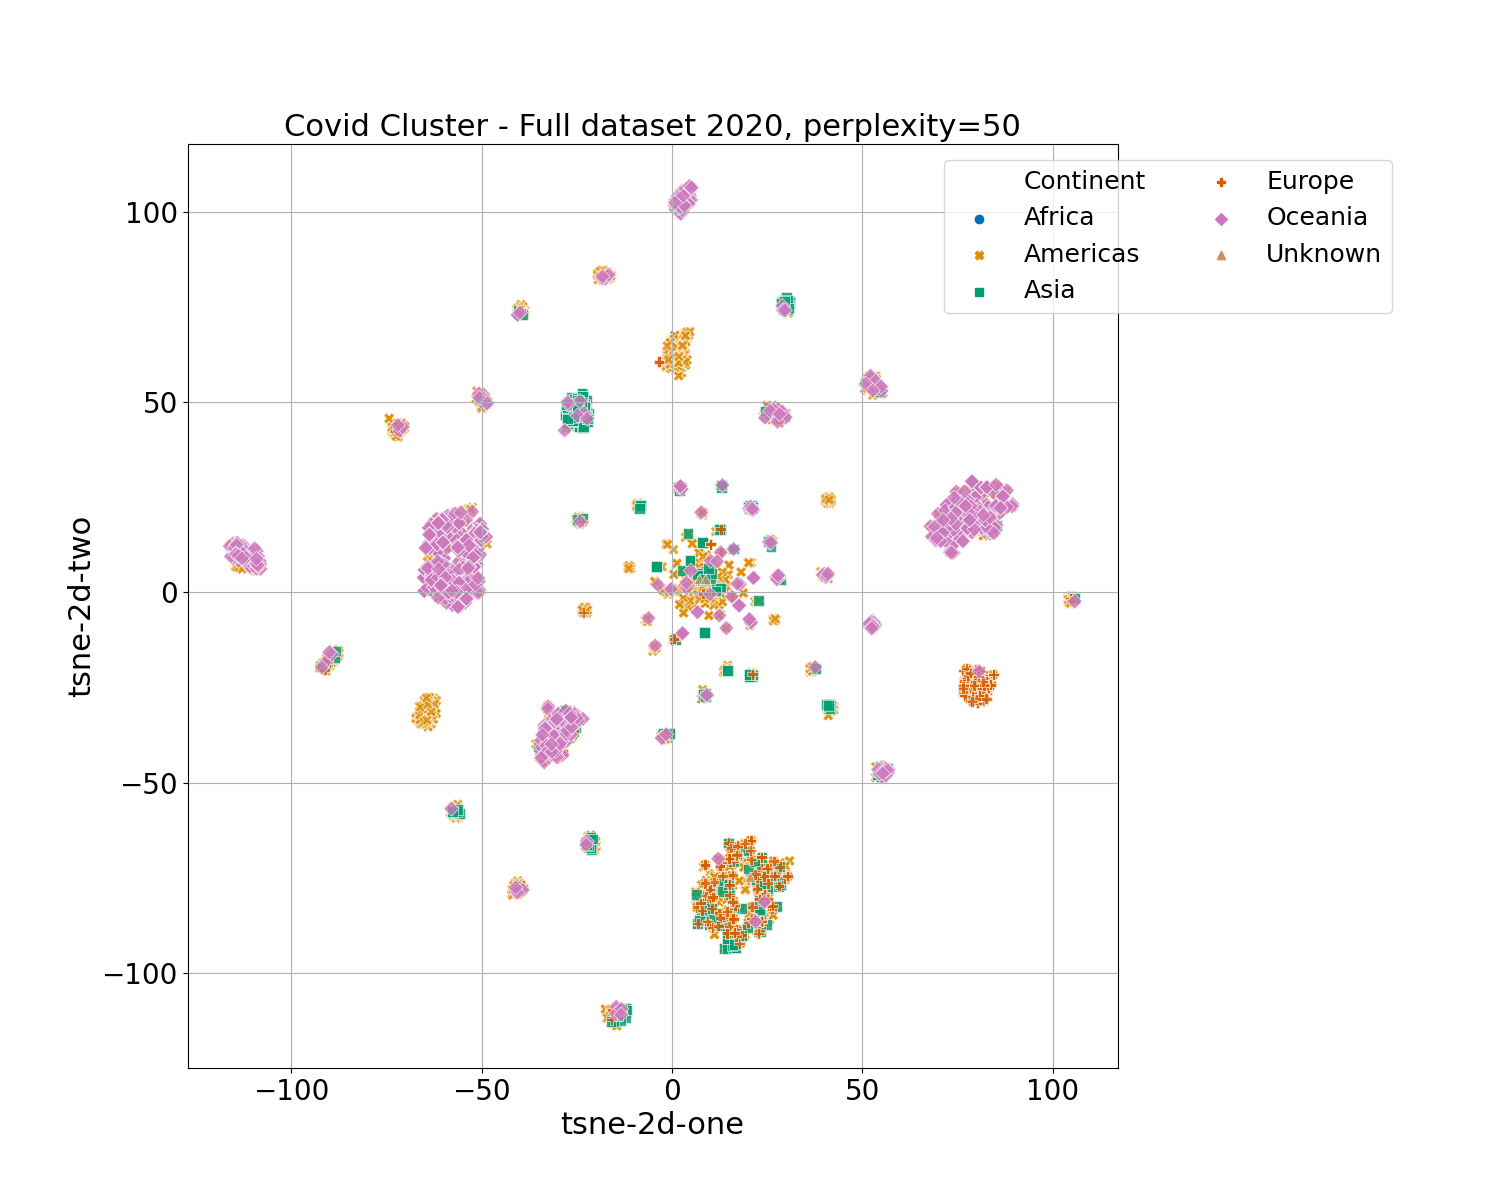 Covid Cluster - Full dataset 2020, perplexity=50
Continent
Africa
Americas
Asia
Europe
Oceania
Unknown
100
50
0
−50
−100
tsne-2d-two
−100
−50
0
50
100
tsne-2d-one